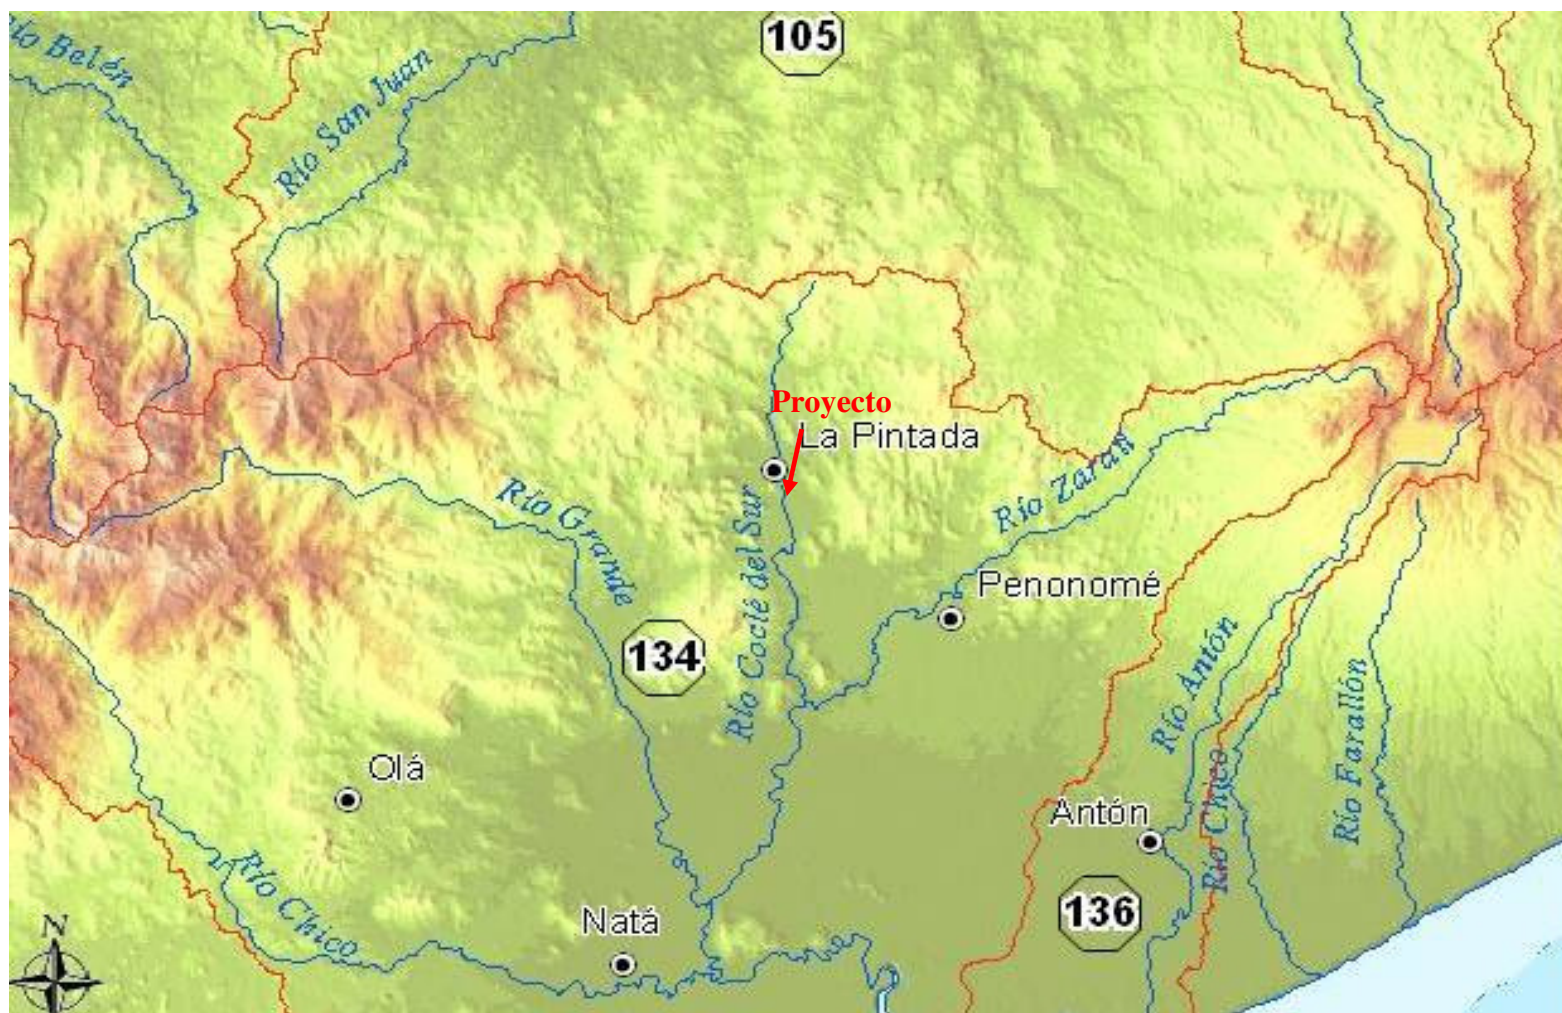 105
ío Belén
Río San Juan
Proyecto
La Pintada
Río Grande
Río Coclé del Sur
Río Zaratí
Penonomé
134
Río Antón
Río Farallón
Olá
Antón
Río Chico
Río Chico
136
Natá
N